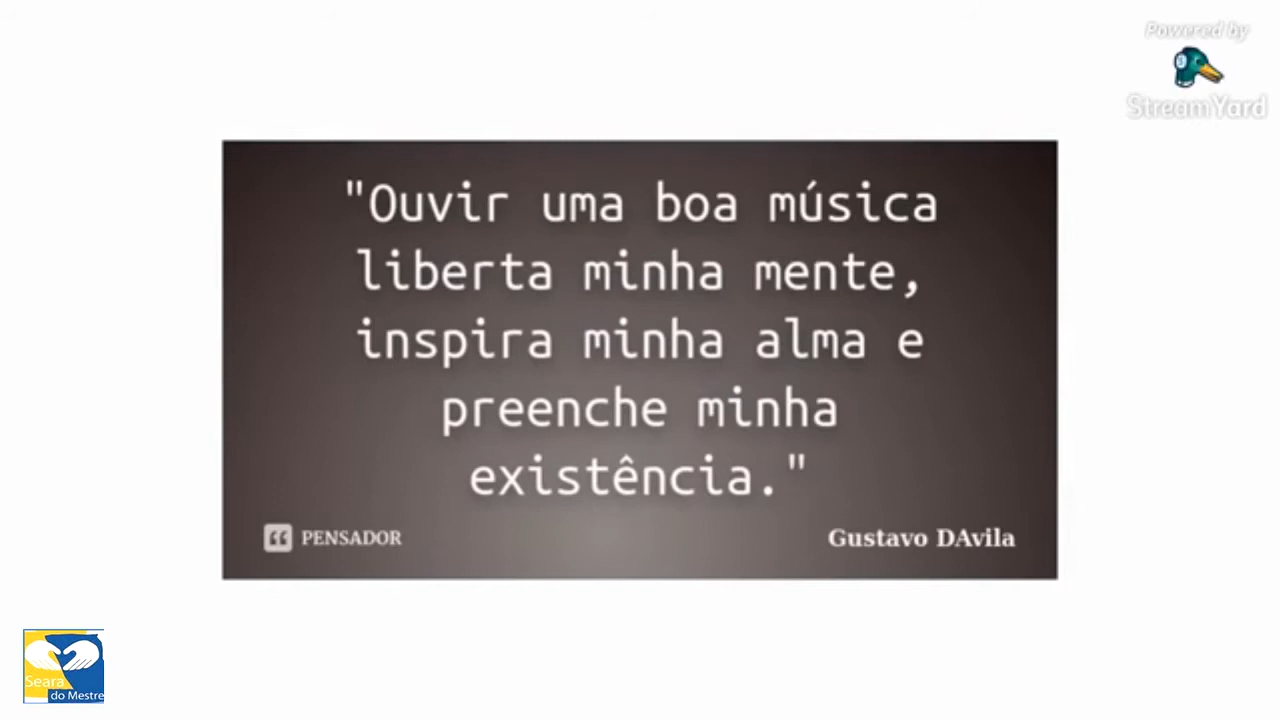 Powered by
StreamYard
"Ouvir uma boa música
liberta minha mente,
inspira minha alma e
preenche minha
existência."
PENSADOR
Gustavo DAvila
Seara
do Mestre